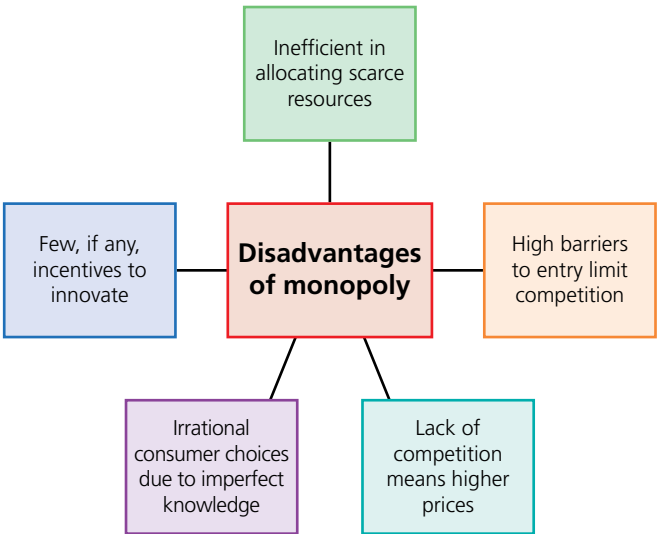 Inefficient in
allocating scarce
resources
Few, if any,
incentives to
innovate
Disadvantages
of monopoly
High barriers
to entry limit
competition
Irrational
consumer choices
due to imperfect
knowledge
Lack of
competition
means higher
prices